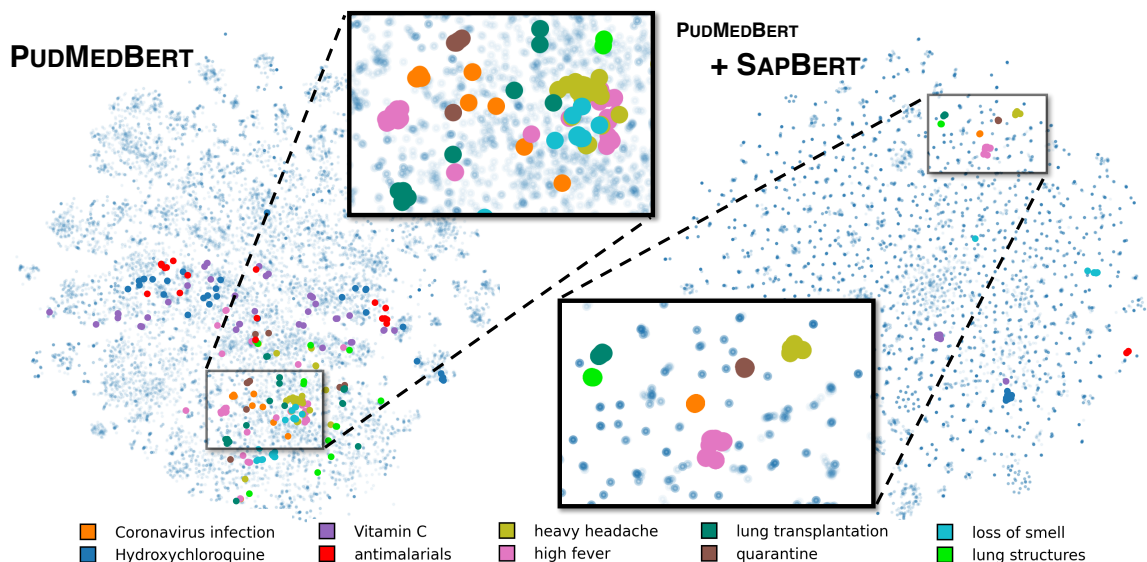 PUDMEDBERT
PUDMEDBERT
+ SAPBERT
Coronavirus infection
Vitamin C
heavy headache
lung transplantation
loss of smell
Hydroxychloroquine
antimalarials
high fever
quarantine
lung structures